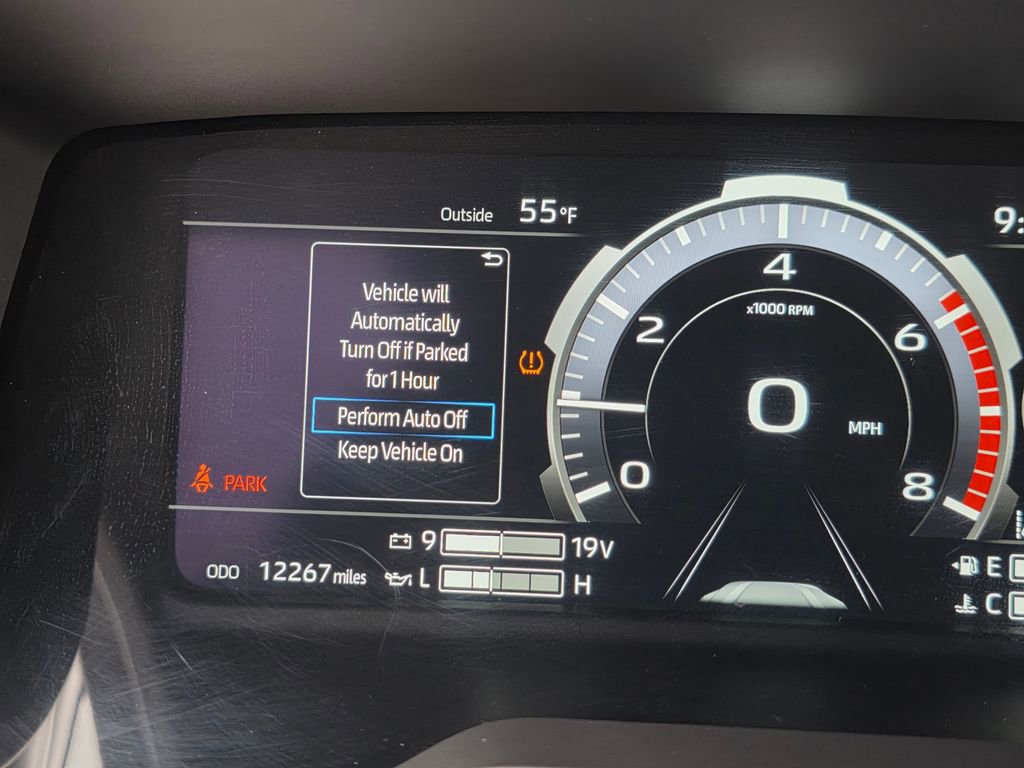 Outside 55°F
9:
Vehicle will
Automatically
Turn Off if Parked
for 1 Hour
Perform Auto Off
Keep Vehicle On
PARK
4
x1000 RPM
2
6
0
MPH
0
8
9 19V
ODO 12267 miles
L H
E
C